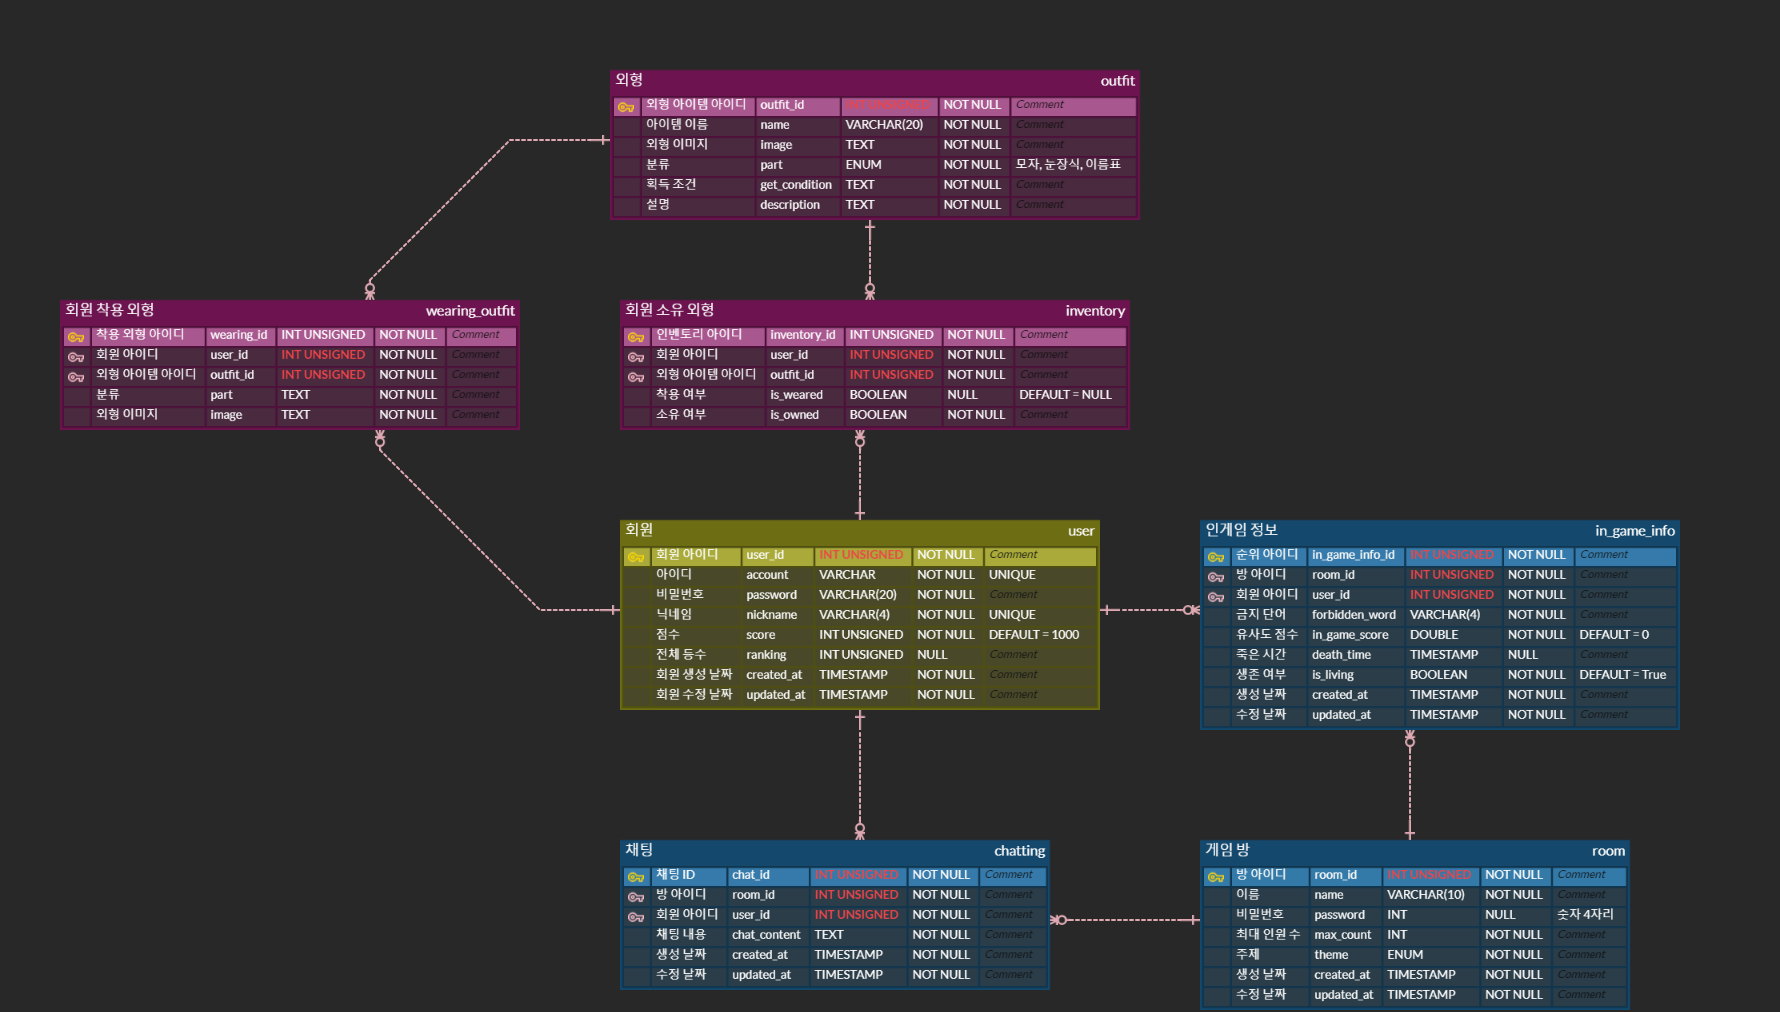 외형 outfit
외형 아이템 아이디 outfit_id INT UNSIGNED NOT NULL Comment
아이템 이름 name VARCHAR(20) NOT NULL Comment
외형 이미지 image TEXT NOT NULL Comment
분류 part ENUM NOT NULL 모자, 눈장식, 이름표
획득 조건 get_condition TEXT NOT NULL Comment
설명 description TEXT NOT NULL Comment
회원 착용 외형 wearing_outfit
착용 외형 아이디 wearing_id INT UNSIGNED NOT NULL Comment
회원 아이디 user_id INT UNSIGNED NOT NULL Comment
외형 아이템 아이디 outfit_id INT UNSIGNED NOT NULL Comment
분류 part TEXT NOT NULL Comment
외형 이미지 image TEXT NOT NULL Comment
회원 소유 외형 inventory
인벤토리 아이디 inventory_id INT UNSIGNED NOT NULL Comment
회원 아이디 user_id INT UNSIGNED NOT NULL Comment
외형 아이템 아이디 outfit_id INT UNSIGNED NOT NULL Comment
착용 여부 is_weared BOOLEAN NULL DEFAULT = NULL
소유 여부 is_owned BOOLEAN NOT NULL Comment
회원 user
회원 아이디 user_id INT UNSIGNED NOT NULL Comment
아이디 account VARCHAR NOT NULL UNIQUE
비밀번호 password VARCHAR(20) NOT NULL Comment
닉네임 nickname VARCHAR(4) NOT NULL UNIQUE
점수 score INT UNSIGNED NOT NULL DEFAULT = 1000
전체 등수 ranking INT UNSIGNED NULL Comment
회원 생성 날짜 created_at TIMESTAMP NOT NULL Comment
회원 수정 날짜 updated_at TIMESTAMP NOT NULL Comment
인게임 정보 in_game_info
순위 아이디 in_game_info_id INT UNSIGNED NOT NULL Comment
방 아이디 room_id INT UNSIGNED NOT NULL Comment
회원 아이디 user_id INT UNSIGNED NOT NULL Comment
금지 단어 forbidden_word VARCHAR(4) NOT NULL Comment
유사도 점수 in_game_score DOUBLE NOT NULL DEFAULT = 0
죽은 시간 death_time TIMESTAMP NULL Comment
생존 여부 is_living BOOLEAN NOT NULL DEFAULT = True
생성 날짜 created_at TIMESTAMP NOT NULL Comment
수정 날짜 updated_at TIMESTAMP NOT NULL Comment
채팅 chatting
채팅 ID chat_id INT UNSIGNED NOT NULL Comment
방 아이디 room_id INT UNSIGNED NOT NULL Comment
회원 아이디 user_id INT UNSIGNED NOT NULL Comment
채팅 내용 chat_content TEXT NOT NULL Comment
생성 날짜 created_at TIMESTAMP NOT NULL Comment
수정 날짜 updated_at TIMESTAMP NOT NULL Comment
게임 방 room
방 아이디 room_id INT UNSIGNED NOT NULL Comment
이름 name VARCHAR(10) NOT NULL Comment
비밀번호 password INT NULL 숫자 4자리
최대 인원 수 max_count INT NOT NULL Comment
주제 theme ENUM NOT NULL Comment
생성 날짜 created_at TIMESTAMP NOT NULL Comment
수정 날짜 updated_at TIMESTAMP NOT NULL Comment